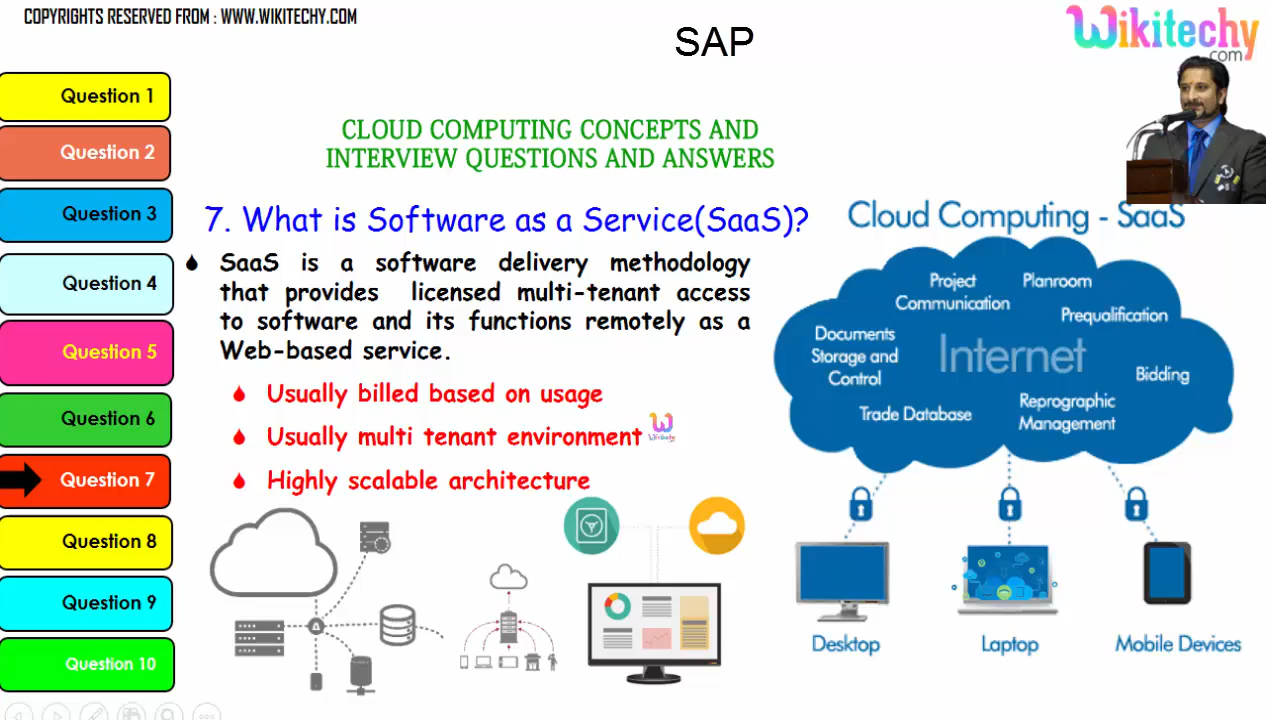 COPYRIGHTS RESERVED FROM : WWW.WIKITECHY.COM
SAP
Wikitechy
.com
Question 1
Question 2
Question 3
Question 4
Question 5
Question 6
Question 7
Question 8
Question 9
Question 10
CLOUD COMPUTING CONCEPTS AND
INTERVIEW QUESTIONS AND ANSWERS
7. What is Software as a Service(SaaS)?
SaaS is a software delivery methodology
that provides licensed multi-tenant access
to software and its functions remotely as a
Web-based service.
Usually billed based on usage
Usually multi tenant environment
Wikitechy
Highly scalable architecture
Cloud Computing - SaaS
Project
Communication
Planroom
Prequalification
Documents
Storage and
Control
Internet
Bidding
Trade Database
Reprographic
Management
Desktop
Laptop
Mobile Devices